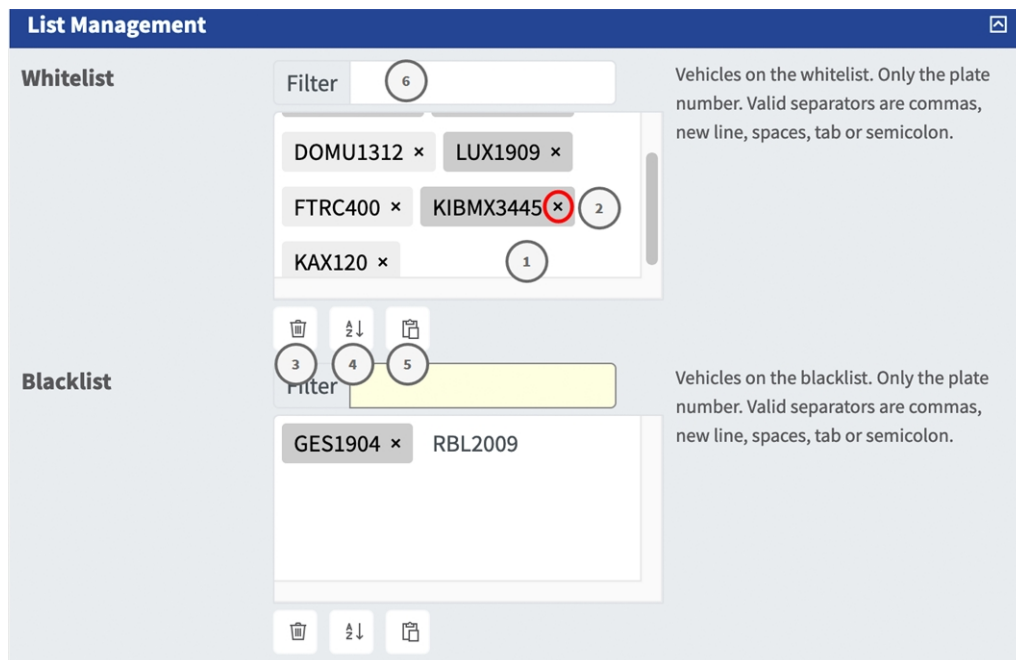 List Management
Whitelist
Filter
6
Vehicles on the whitelist. Only the plate
number. Valid separators are commas,
new line, spaces, tab or semicolon.
DOMU1312 × LUX1909 ×
FTRC400 × KIBMX3445 × 2
KAX120 × 1
3 4 5
Blacklist
Filter
Vehicles on the blacklist. Only the plate
number. Valid separators are commas,
new line, spaces, tab or semicolon.
GES1904 × RBL2009